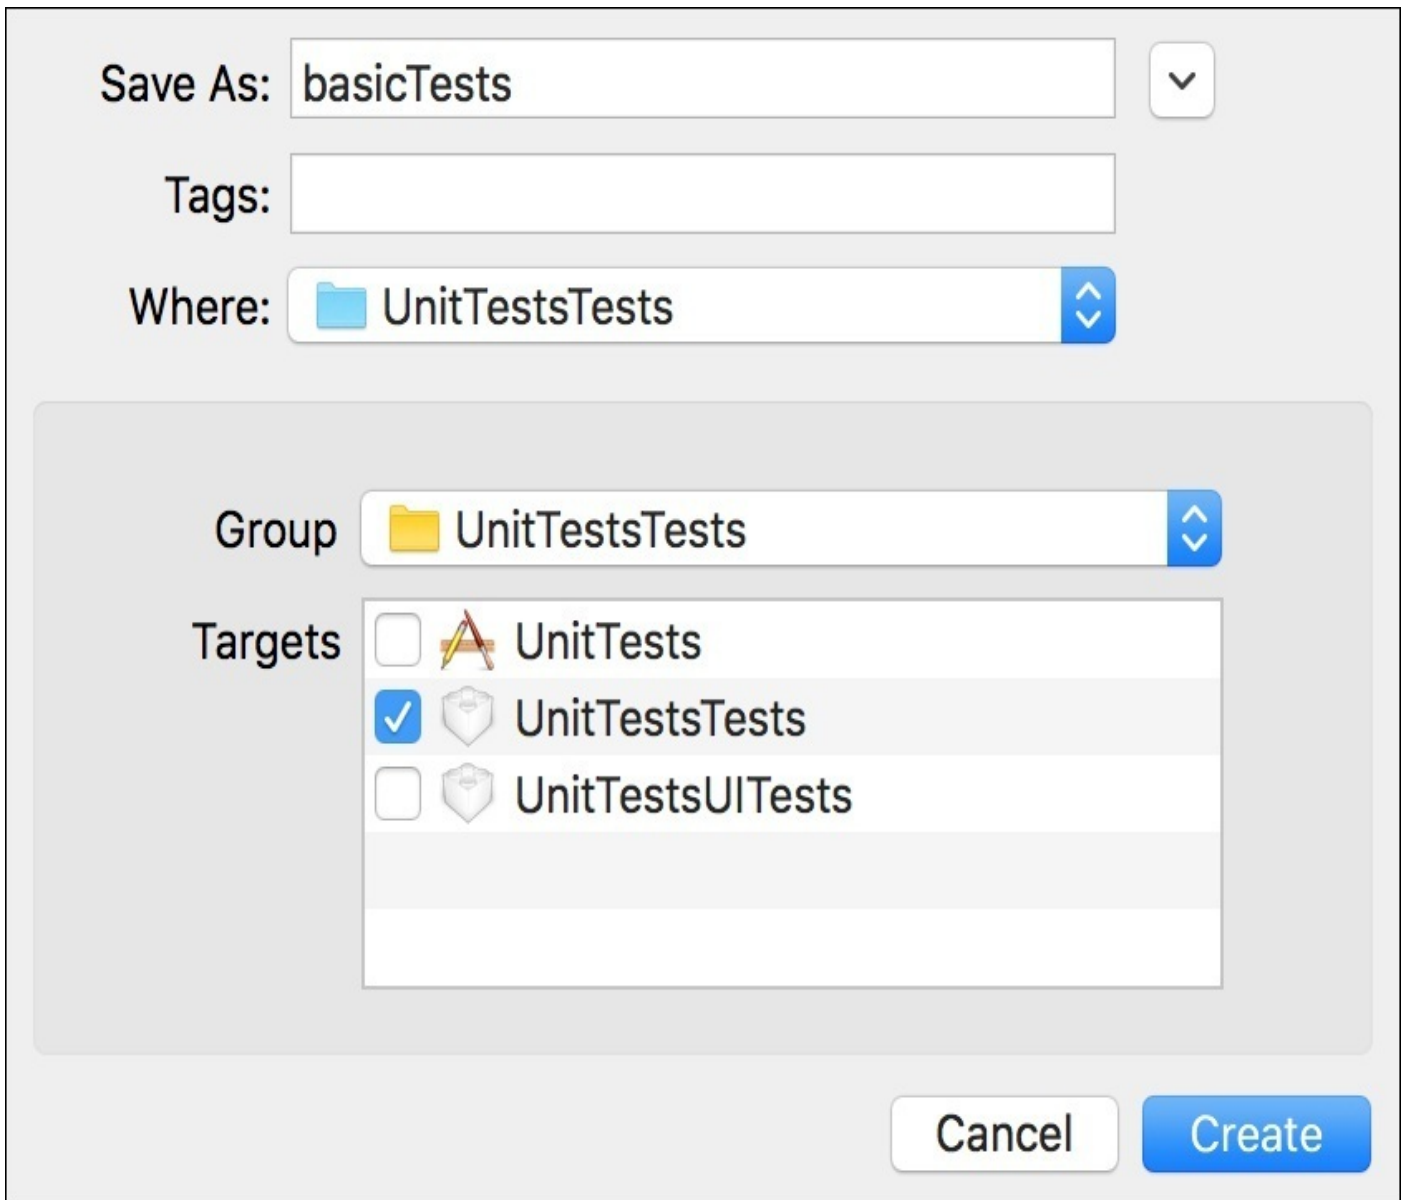 Save As: basicTests
Tags:
Where: UnitTestsTests
Group UnitTestsTests
Targets UnitTests
UnitTestsTests
UnitTestsUITests
Cancel Create